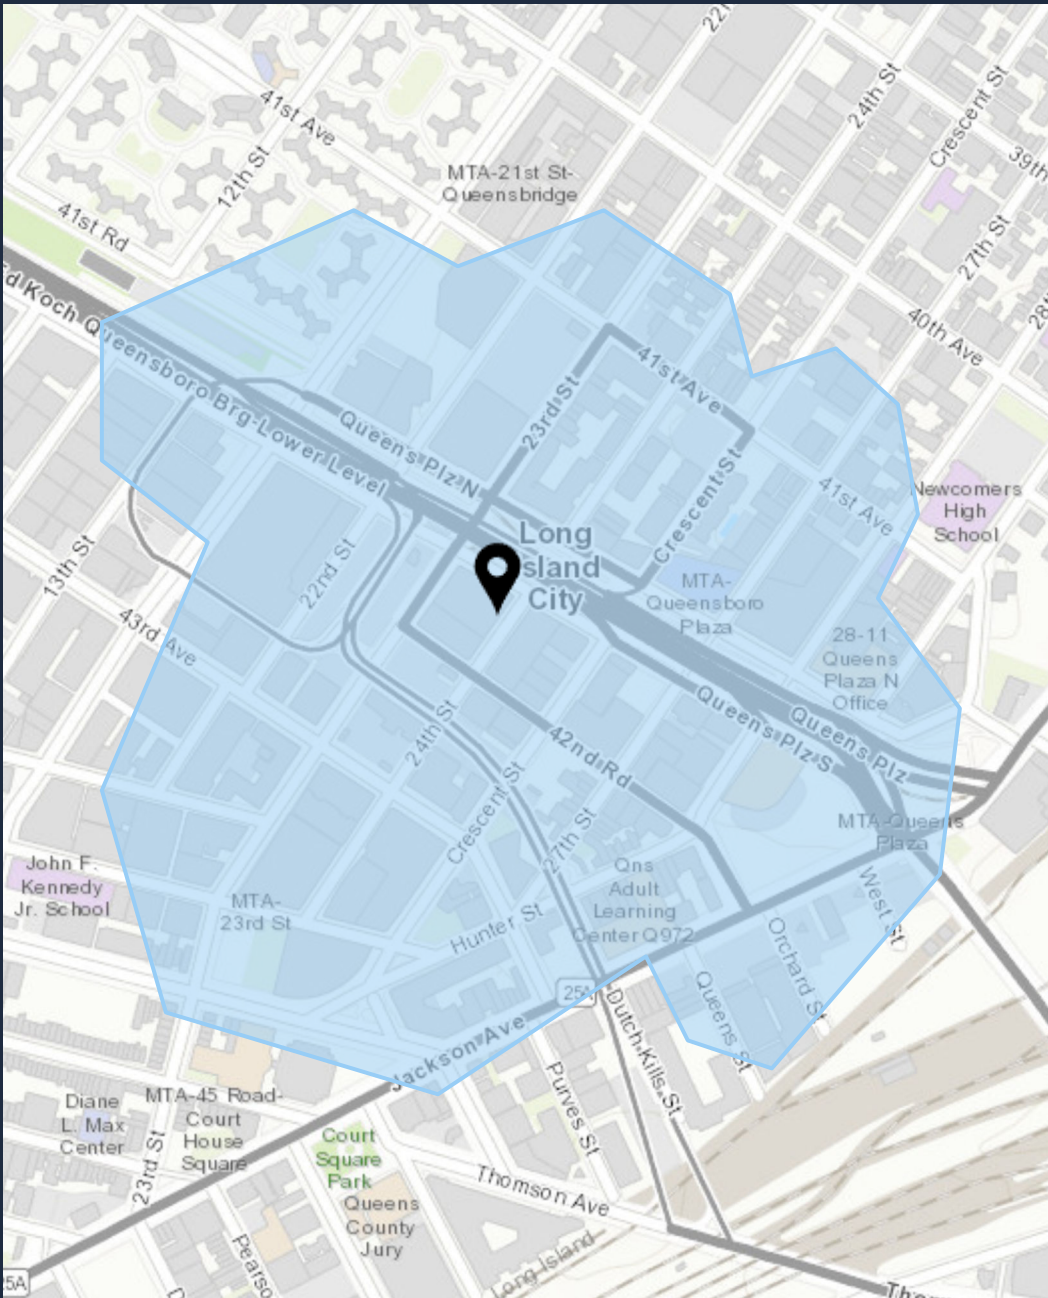 22
24th St
Crescent St
39th
41st Ave
12th St
MTA-21st St-
Queensbridge
41st Rd
27th St
28
40th Ave
Ed Koch Queensboro Brg-Lower Level
41st Ave
23rd St
Queens Plz N
Crescent St
41st Ave
Newcomers
High
School
Long
Island
City
13th St
22nd St
MTA-
Queensboro
Plaza
43rd Ave
28-11
Queens
Plaza N
Office
24th St
42nd Rd
Queens Plz S
Queens Plz
Crescent St
27th St
MTA-Queens
Plaza
John F.
Kennedy
Jr. School
MTA-
23rd St
Qns
Adult
Learning
Center Q972
Hunter St
West St
Orchard St
Queens St
25A
Dutch Kills St
Jackson Ave
Purves St
Diane
L. Max
Center
MTA-45 Road-
Court
House
Square
23rd St
Court
Square
Park
Thomson Ave
Queens
County
Jury
Pearso
Long Island
25A
D
Tho